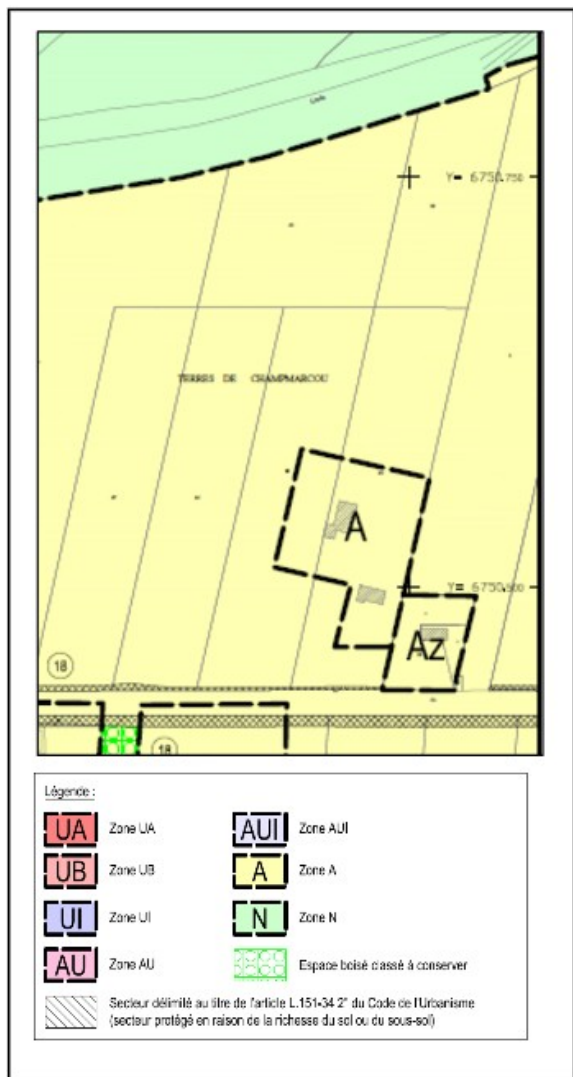 Y= 6750.750
TERRES DE CHAMPMARCOU
A
Az
18
18
Légende :
UA Zone UA
AUI Zone AUI
UB Zone UB
A Zone A
UI Zone UI
N Zone N
AU Zone AU
Espace boisé classé à conserver
Secteur délimité au titre de l'article L.151-34 2° du Code de l'Urbanisme
(secteur protégé en raison de la richesse du sol ou du sous-sol)